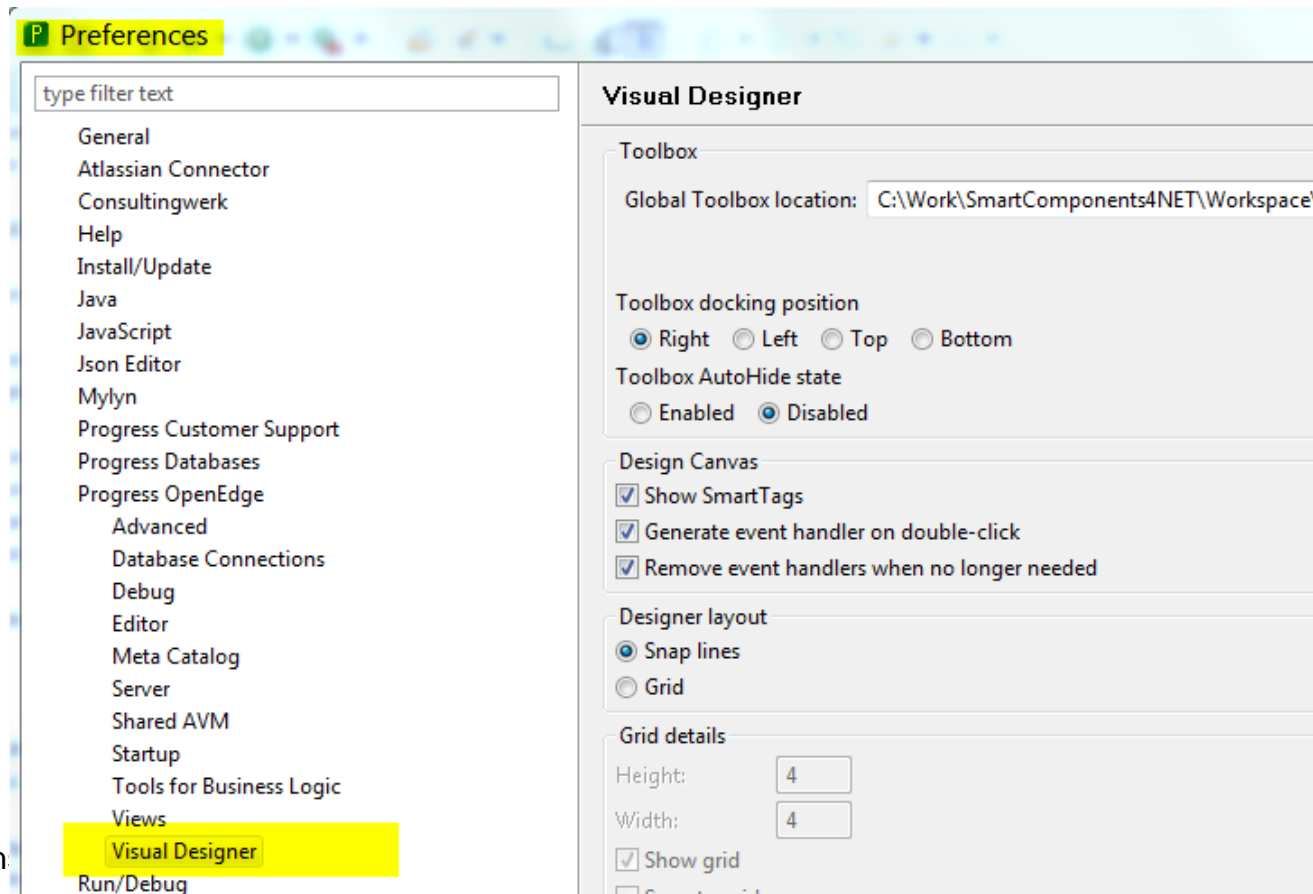 Preferences
type filter text
General
Atlassian Connector
Consultingwerk
Help
Install/Update
Java
JavaScript
Json Editor
Mylyn
Progress Customer Support
Progress Databases
Progress OpenEdge
Advanced
Database Connections
Debug
Editor
Meta Catalog
Server
Shared AVM
Startup
Tools for Business Logic
Views
Visual Designer
Run/Debug
Visual Designer
Toolbox
Global Toolbox location: C:\Work\SmartComponents4NET\Workspace\
Toolbox docking position
Right Left Top Bottom
Toolbox AutoHide state
Enabled Disabled
Design Canvas
Show SmartTags
Generate event handler on double-click
Remove event handlers when no longer needed
Designer layout
Snap lines
Grid
Grid details
Height: 4
Width: 4
Show grid